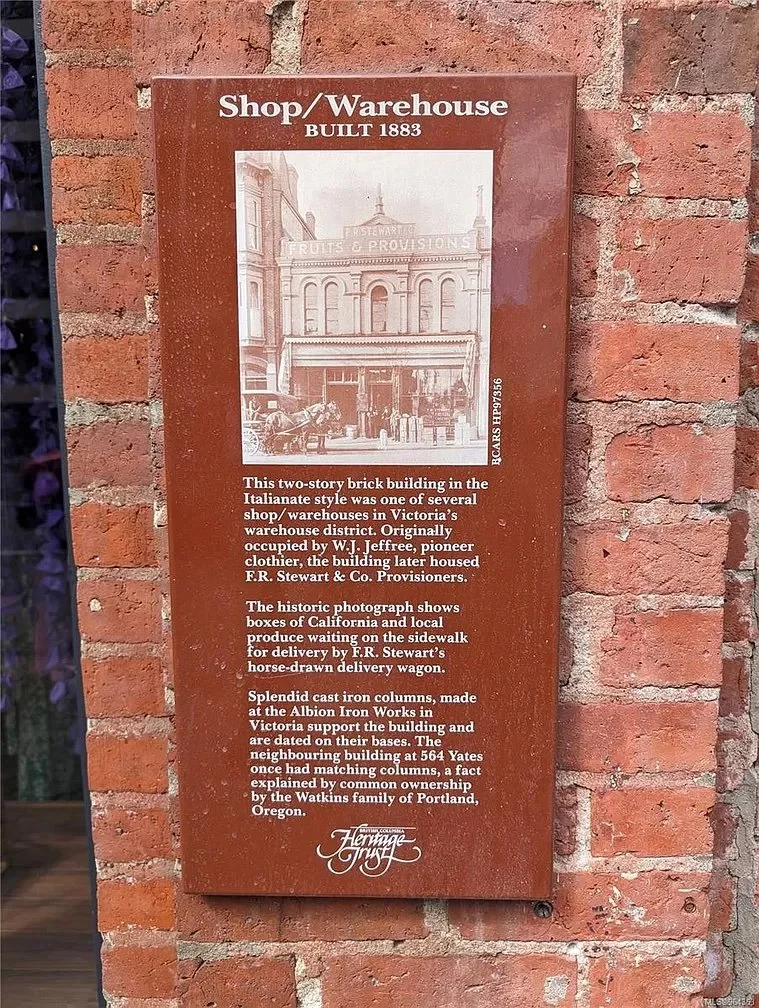 Shop/Warehouse
BUILT 1883
F.R. STEWART & C
FRUITS & PROVISIONS
BCARS HP97356
This two-story brick building in the
Italianate style was one of several
shop/warehouses in Victoria's
warehouse district. Originally
occupied by W.J. Jeffree, pioneer
clothier, the building later housed
F.R. Stewart & Co. Provisioners.
The historic photograph shows
boxes of California and local
produce waiting on the sidewalk
for delivery by F.R. Stewart's
horse-drawn delivery wagon.
Splendid cast iron columns, made
at the Albion Iron Works in
Victoria support the building and
are dated on their bases. The
neighbouring building at 564 Yates
once had matching columns, a fact
explained by common ownership
by the Watkins family of Portland,
Oregon.
BRITISH COLUMBIA
Heritage
Trust